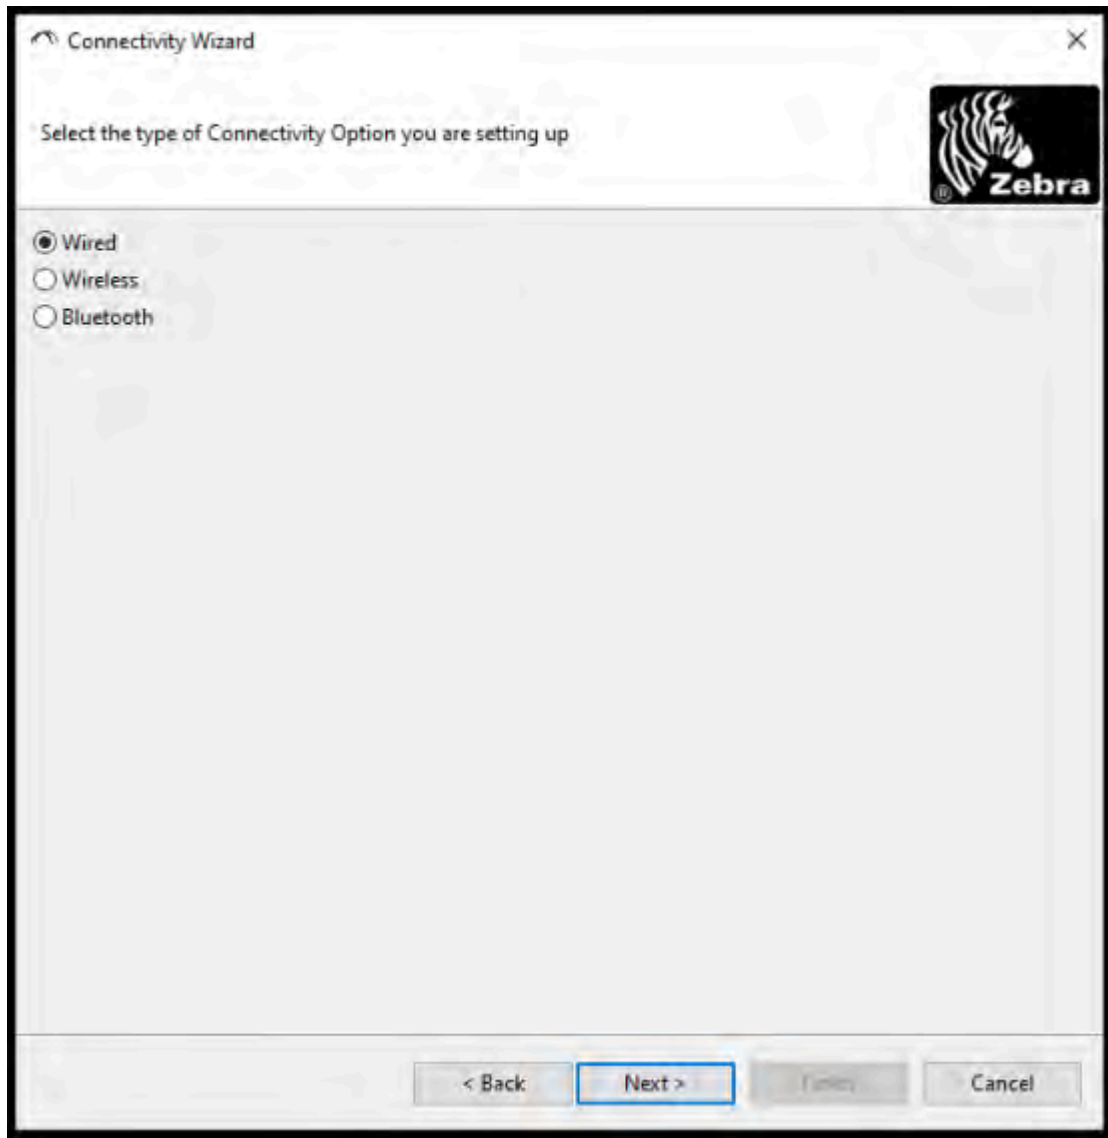 Connectivity Wizard
Select the type of Connectivity Option you are setting up
Zebra
®
Wired
Wireless
Bluetooth
< Back
Next >
Cancel